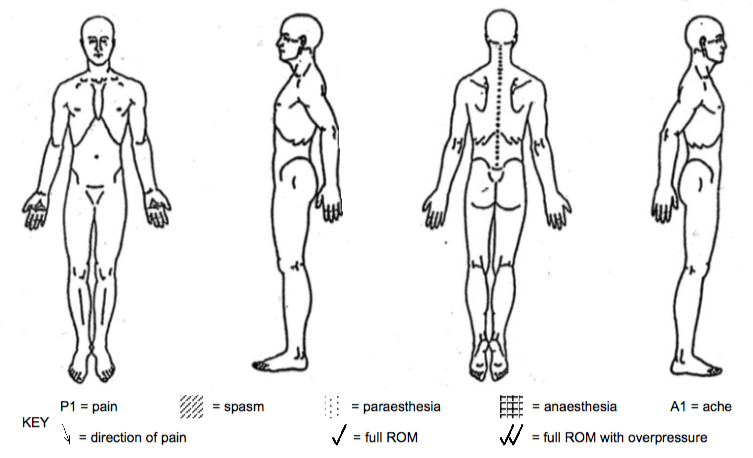 P1 = pain = spasm = paraesthesia = anaesthesia A1 = ache
KEY
= direction of pain = full ROM = full ROM with overpressure